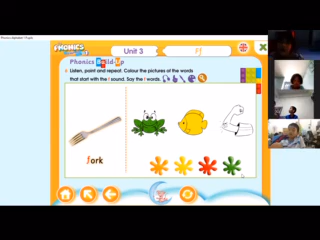 PHONICS
Unit 3
Ff
Phonics Build-Up
Listen, point and repeat. Colour the pictures of the words
that start with the f sound. Say the f words.
fork